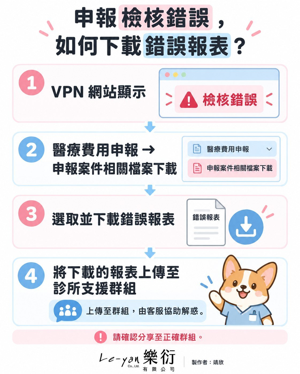 申報檢核錯誤，
如何下載錯誤報表？
1
VPN 網站顯示
檢核錯誤
2
醫療費用申報 →
申報案件相關檔案下載
醫療費用申報
申報案件相關檔案下載
3
選取並下載錯誤報表
錯誤報表
4
將下載的報表上傳至
診所支援群組
上傳至群組，由客服協助解惑。
請確認分享至正確群組。
Le-yan Co., Ltd. 樂衍 有限公司
製作者：靖欣